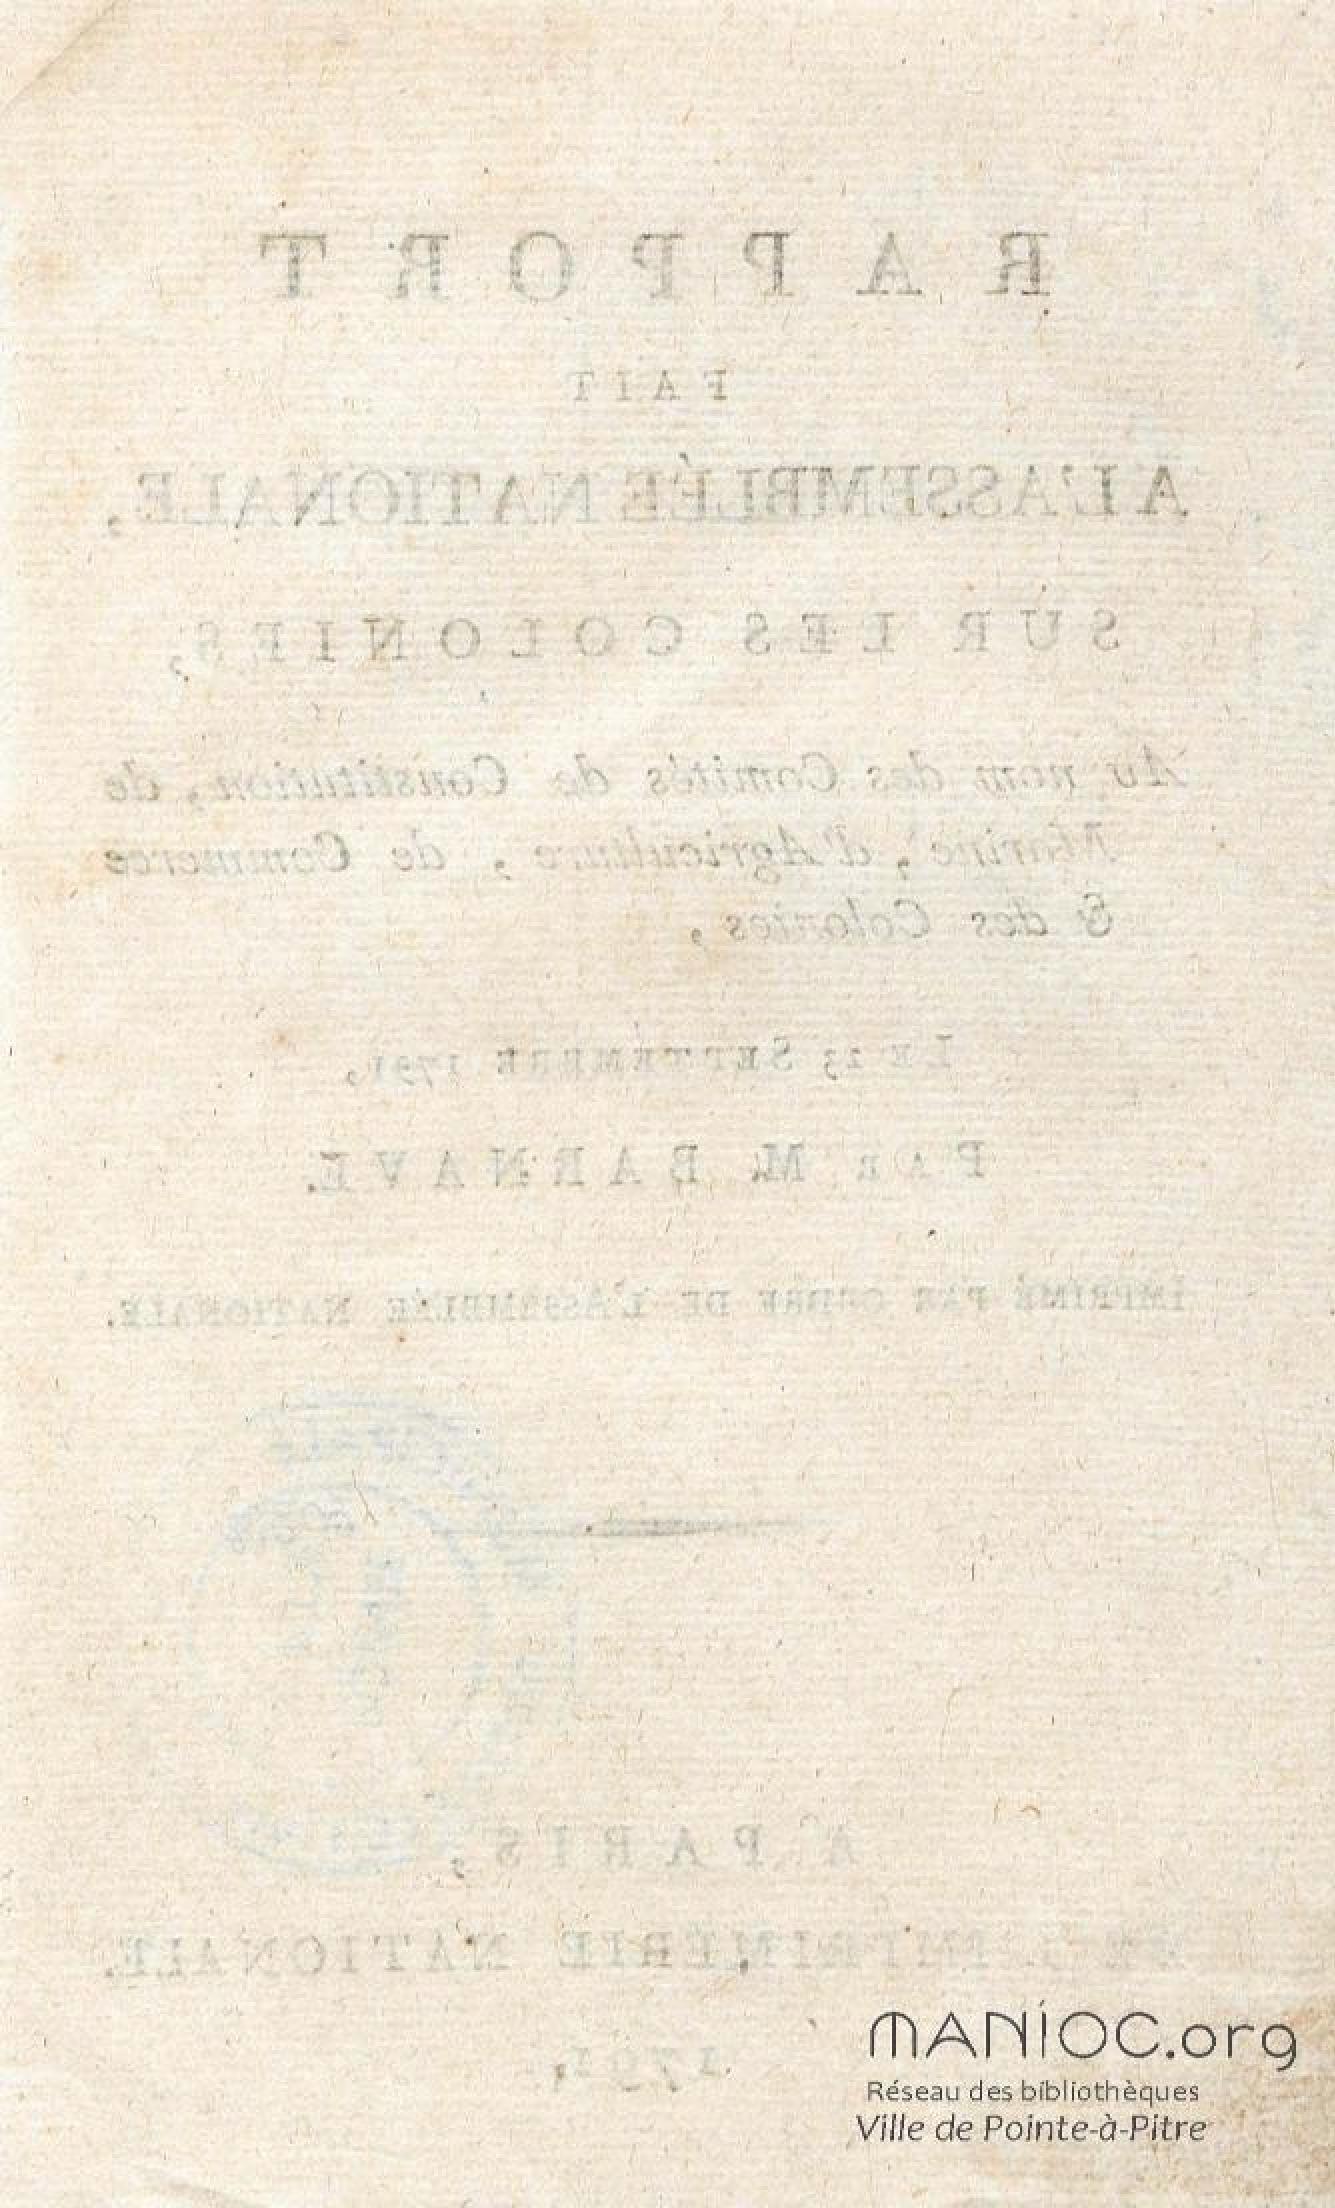 RAPPORT
FAIT
A L'ASSEMBLÉE NATIONALE,
SUR LES COLONIES,
Au nom des Comités de Constitution, de
Marine, d'Agriculture, de Commerce
& des Colonies,
LE 23 SEPTEMBRE 1791,
PAR M. BARNAVE.
IMPRIMÉ PAR ORDRE DE L'ASSEMBLÉE NATIONALE.
A PARIS,
DE L'IMPRIMERIE NATIONALE.
1791.
MANIOC.org
Réseau des bibliothèques
Ville de Pointe-à-Pitre